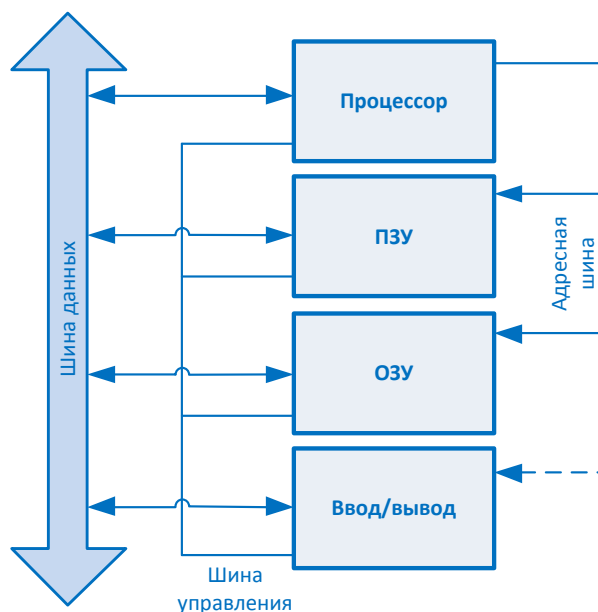 Процессор
ПЗУ
Адресная
шина
Шина данных
ОЗУ
Ввод/вывод
Шина
управления